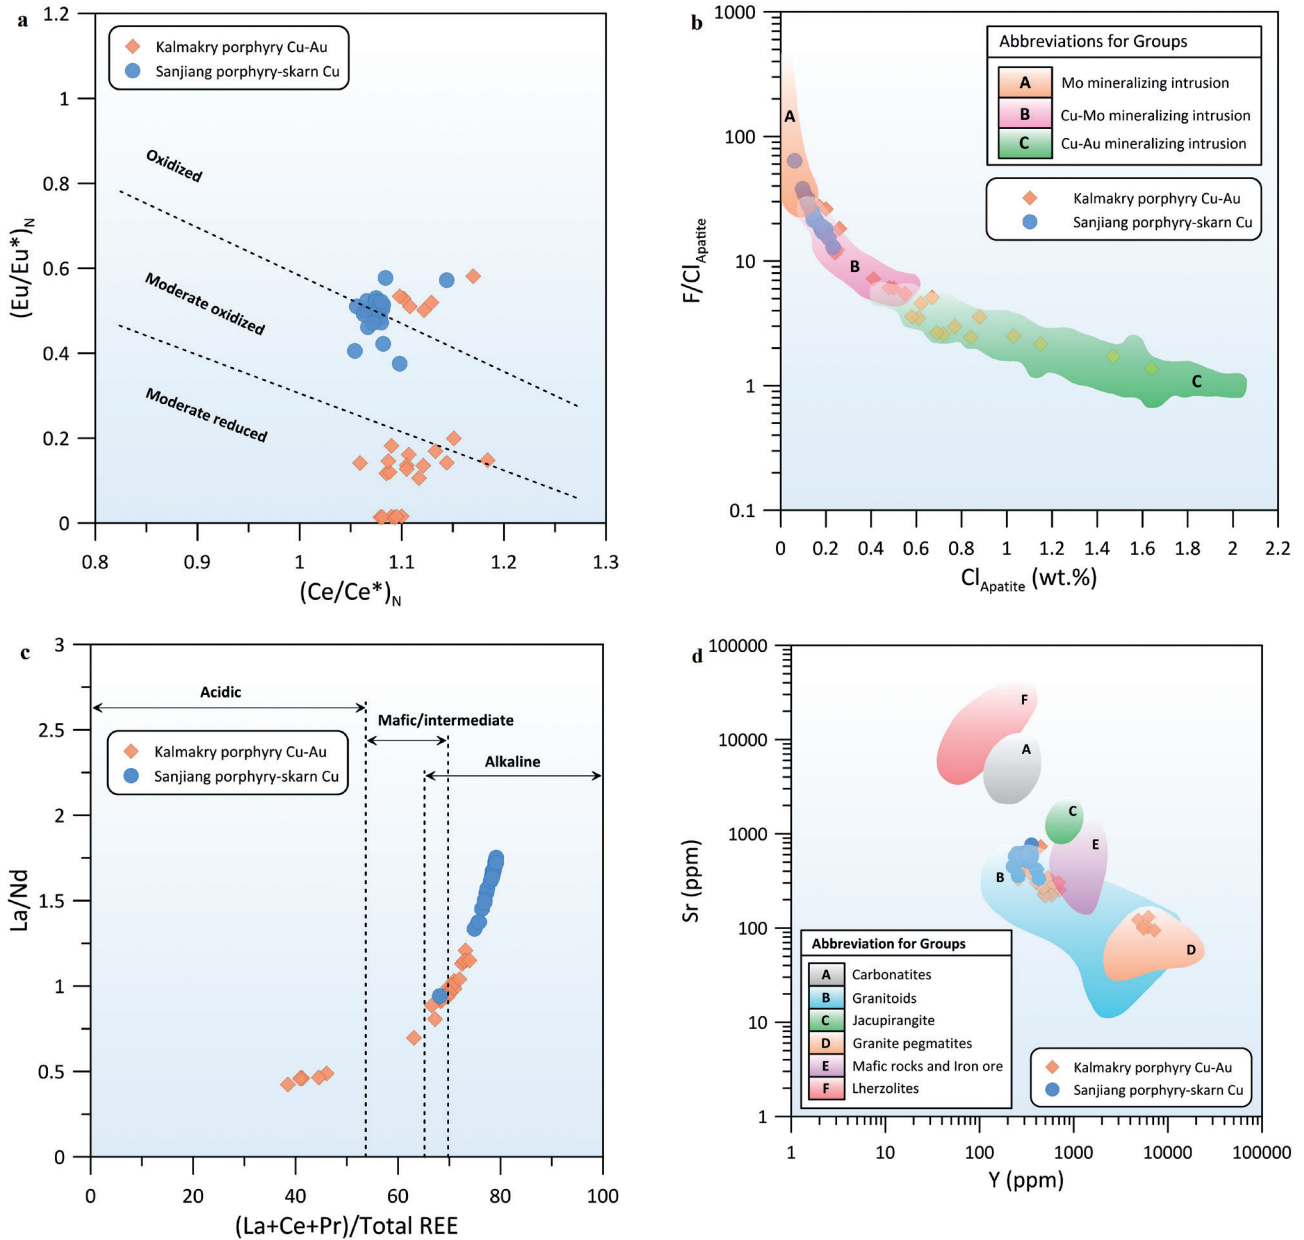 a
1.2
1
0.8
0.6
0.4
0.2
0
(Eu/Eu*)N
Kalmakry porphyry Cu-Au
Sanjiang porphyry-skarn Cu
Oxidized
Moderate oxidized
Moderate reduced
0.8
0.9
1
1.1
1.2
1.3
(Ce/Ce*)N
b
1000
100
10
1
0.1
F/ClApatite
Abbreviations for Groups
A Mo mineralizing intrusion
B Cu-Mo mineralizing intrusion
C Cu-Au mineralizing intrusion
Kalmakry porphyry Cu-Au
Sanjiang porphyry-skarn Cu
A
B
C
0
0.2
0.4
0.6
0.8
1
1.2
1.4
1.6
1.8
2
2.2
ClApatite (wt.%)
c
3
2.5
2
1.5
1
0.5
0
La/Nd
Acidic
Mafic/intermediate
Alkaline
Kalmakry porphyry Cu-Au
Sanjiang porphyry-skarn Cu
0
20
40
60
80
100
(La+Ce+Pr)/Total REE
d
100000
10000
1000
100
10
1
Sr (ppm)
F
A
C
E
B
D
Abbreviation for Groups
A Carbonatites
B Granitoids
C Jacupirangite
D Granite pegmatites
E Mafic rocks and Iron ore
F Lherzolites
Kalmakry porphyry Cu-Au
Sanjiang porphyry-skarn Cu
1
10
100
1000
10000
100000
Y (ppm)